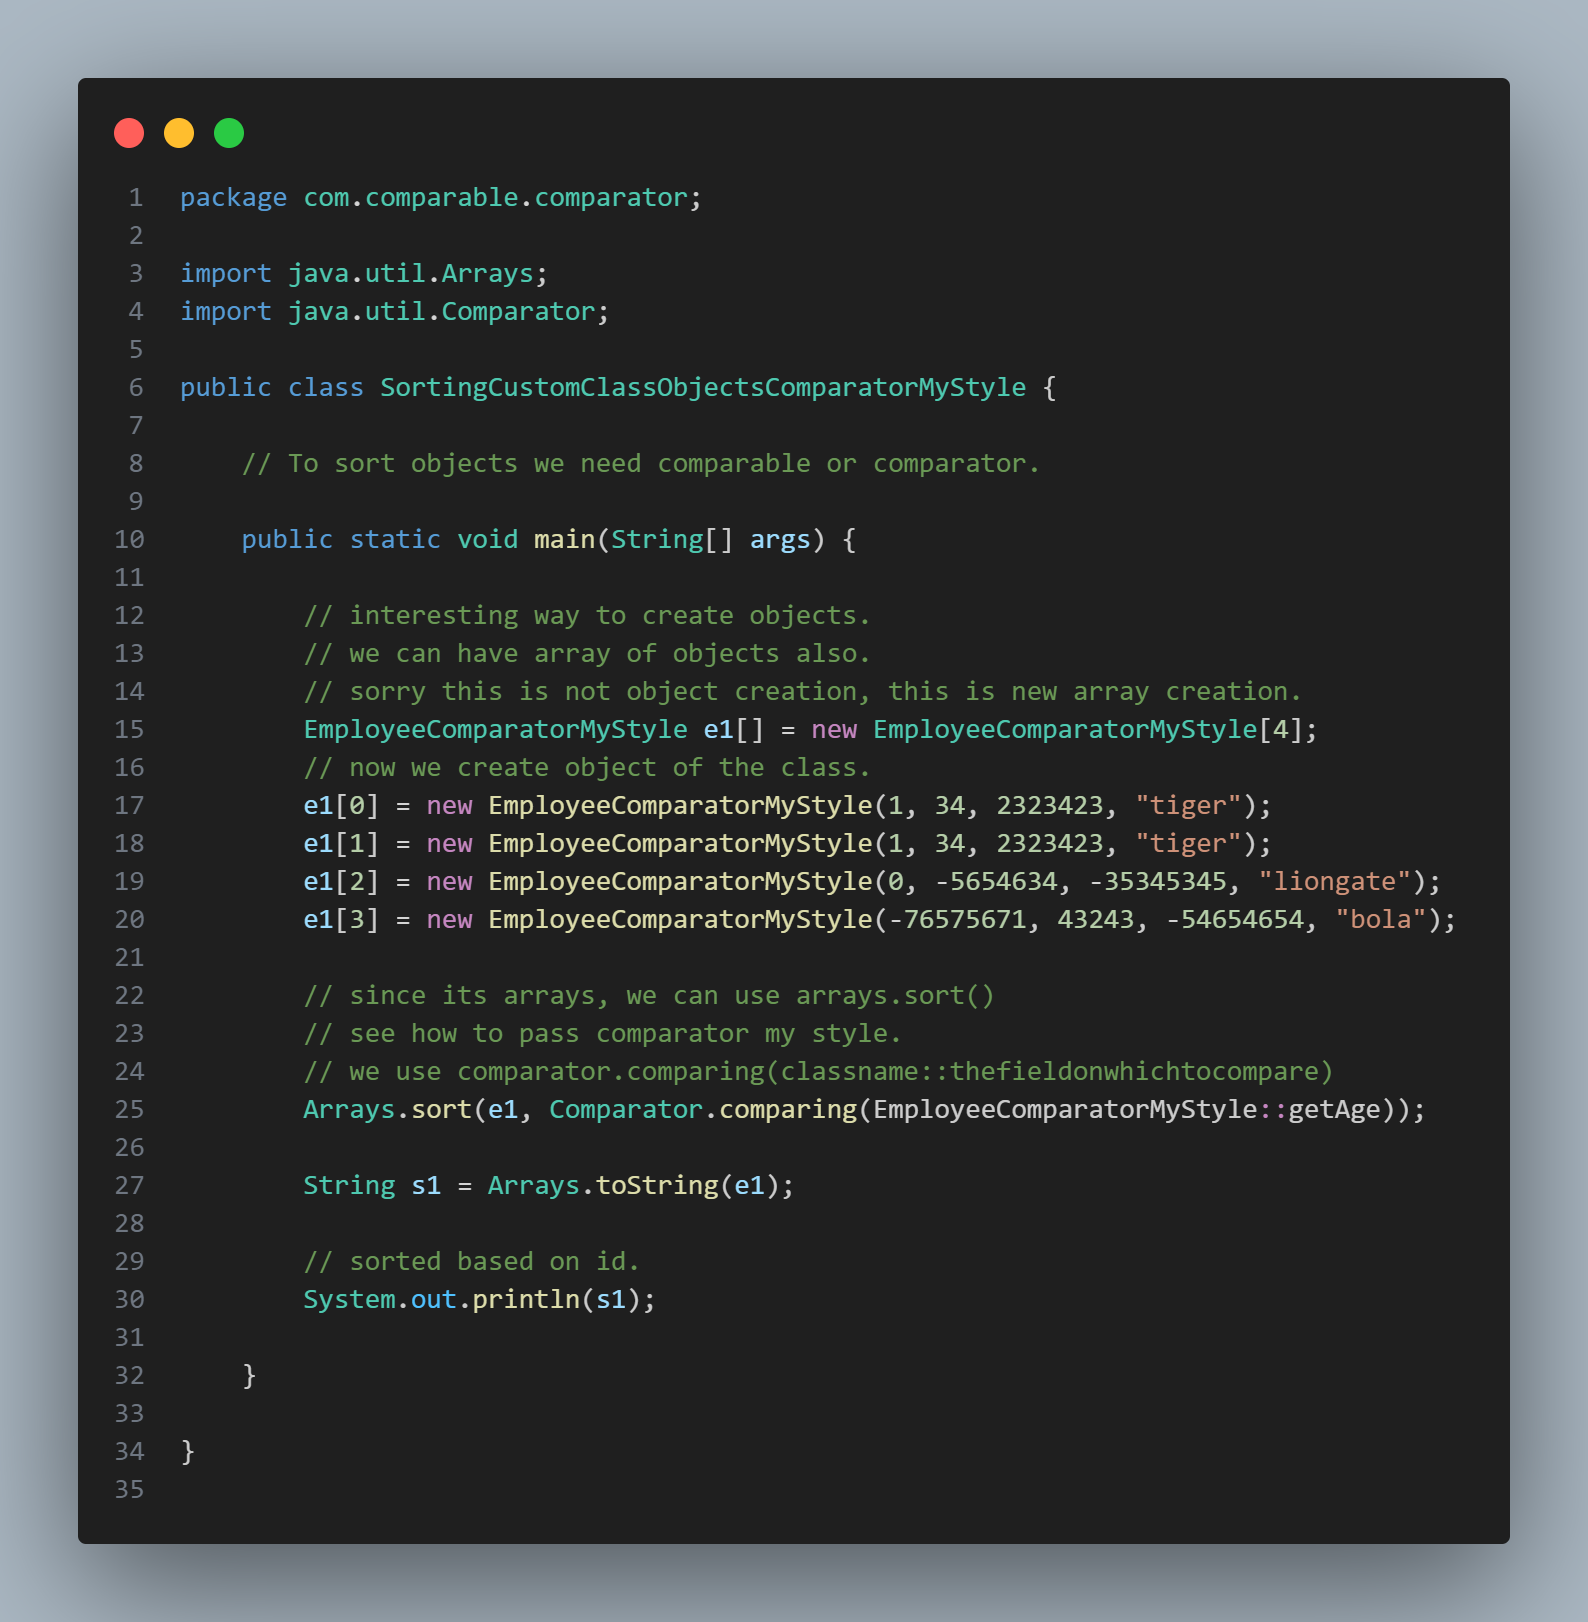 1 package com.comparable.comparator;
2
3 import java.util.Arrays;
4 import java.util.Comparator;
5
6 public class SortingCustomClassObjectsComparatorMyStyle {
7
8     // To sort objects we need comparable or comparator.
9
10     public static void main(String[] args) {
11
12         // interesting way to create objects.
13         // we can have array of objects also.
14         // sorry this is not object creation, this is new array creation.
15         EmployeeComparatorMyStyle e1[] = new EmployeeComparatorMyStyle[4];
16         // now we create object of the class.
17         e1[0] = new EmployeeComparatorMyStyle(1, 34, 2323423, "tiger");
18         e1[1] = new EmployeeComparatorMyStyle(1, 34, 2323423, "tiger");
19         e1[2] = new EmployeeComparatorMyStyle(0, -5654634, -35345345, "liongate");
20         e1[3] = new EmployeeComparatorMyStyle(-76575671, 43243, -54654654, "bola");
21
22         // since its arrays, we can use arrays.sort()
23         // see how to pass comparator my style.
24         // we use comparator.comparing(classname::thefieldonwhichtocompare)
25         Arrays.sort(e1, Comparator.comparing(EmployeeComparatorMyStyle::getAge));
26
27         String s1 = Arrays.toString(e1);
28
29         // sorted based on id.
30         System.out.println(s1);
31
32     }
33
34 }
35